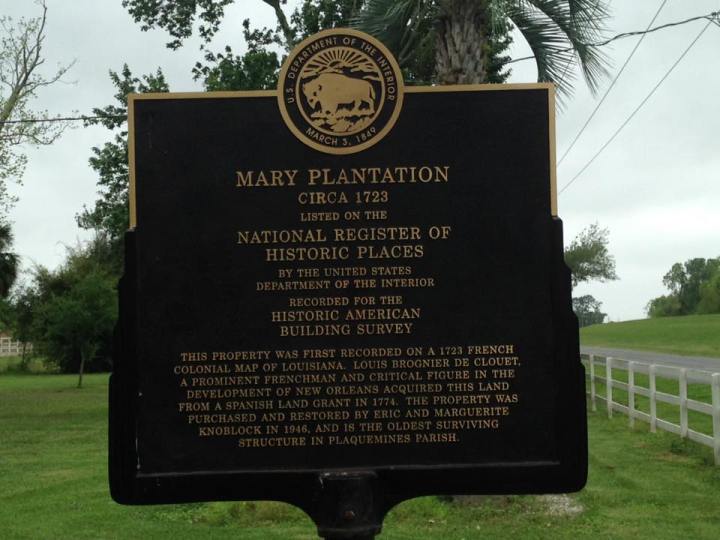 U.S. DEPARTMENT OF THE INTERIOR
MARCH 3, 1849
MARY PLANTATION
CIRCA 1723
LISTED ON THE
NATIONAL REGISTER OF
HISTORIC PLACES
BY THE UNITED STATES
DEPARTMENT OF THE INTERIOR
RECORDED FOR THE
HISTORIC AMERICAN
BUILDING SURVEY
THIS PROPERTY WAS FIRST RECORDED ON A 1723 FRENCH
COLONIAL MAP OF LOUISIANA. LOUIS BROGNIER DE CLOUET,
A PROMINENT FRENCHMAN AND CRITICAL FIGURE IN THE
DEVELOPMENT OF NEW ORLEANS ACQUIRED THIS LAND
FROM A SPANISH LAND GRANT IN 1774. THE PROPERTY WAS
PURCHASED AND RESTORED BY ERIC AND MARGUERITE
KNOBLOCK IN 1946, AND IS THE OLDEST SURVIVING
STRUCTURE IN PLAQUEMINES PARISH.